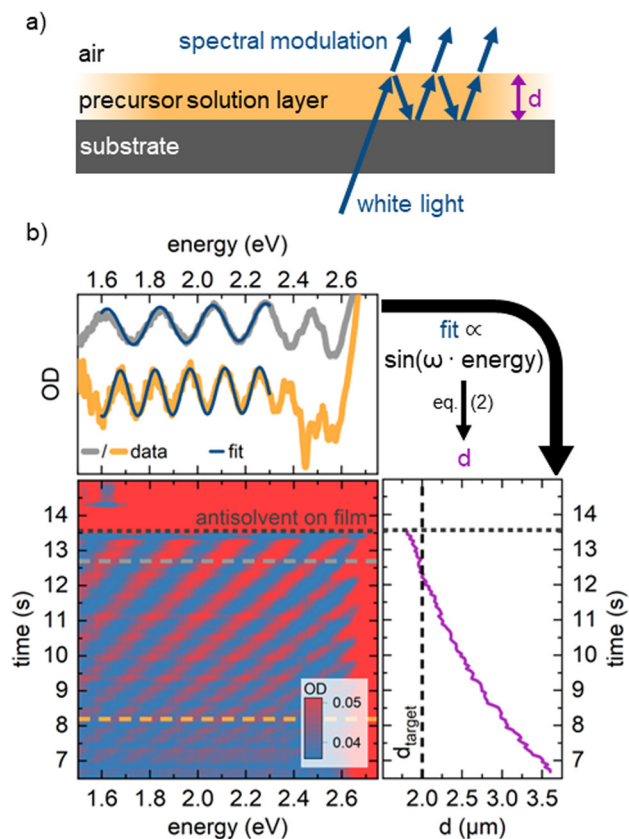 a)
air
spectral modulation
precursor solution layer
d
substrate
white light
b)
energy (eV)
1.6 1.8 2.0 2.2 2.4 2.6
OD
/ data fit
fit ∝
sin(ω · energy)
eq. (2)
d
antisolvent on film
time (s)
14
13
12
11
10
9
8
7
OD
0.05
0.04
1.6 1.8 2.0 2.2 2.4 2.6
energy (eV)
d_target
14
13
12
11
10
9
8
7
time (s)
2.0 2.5 3.0 3.5
d (μm)